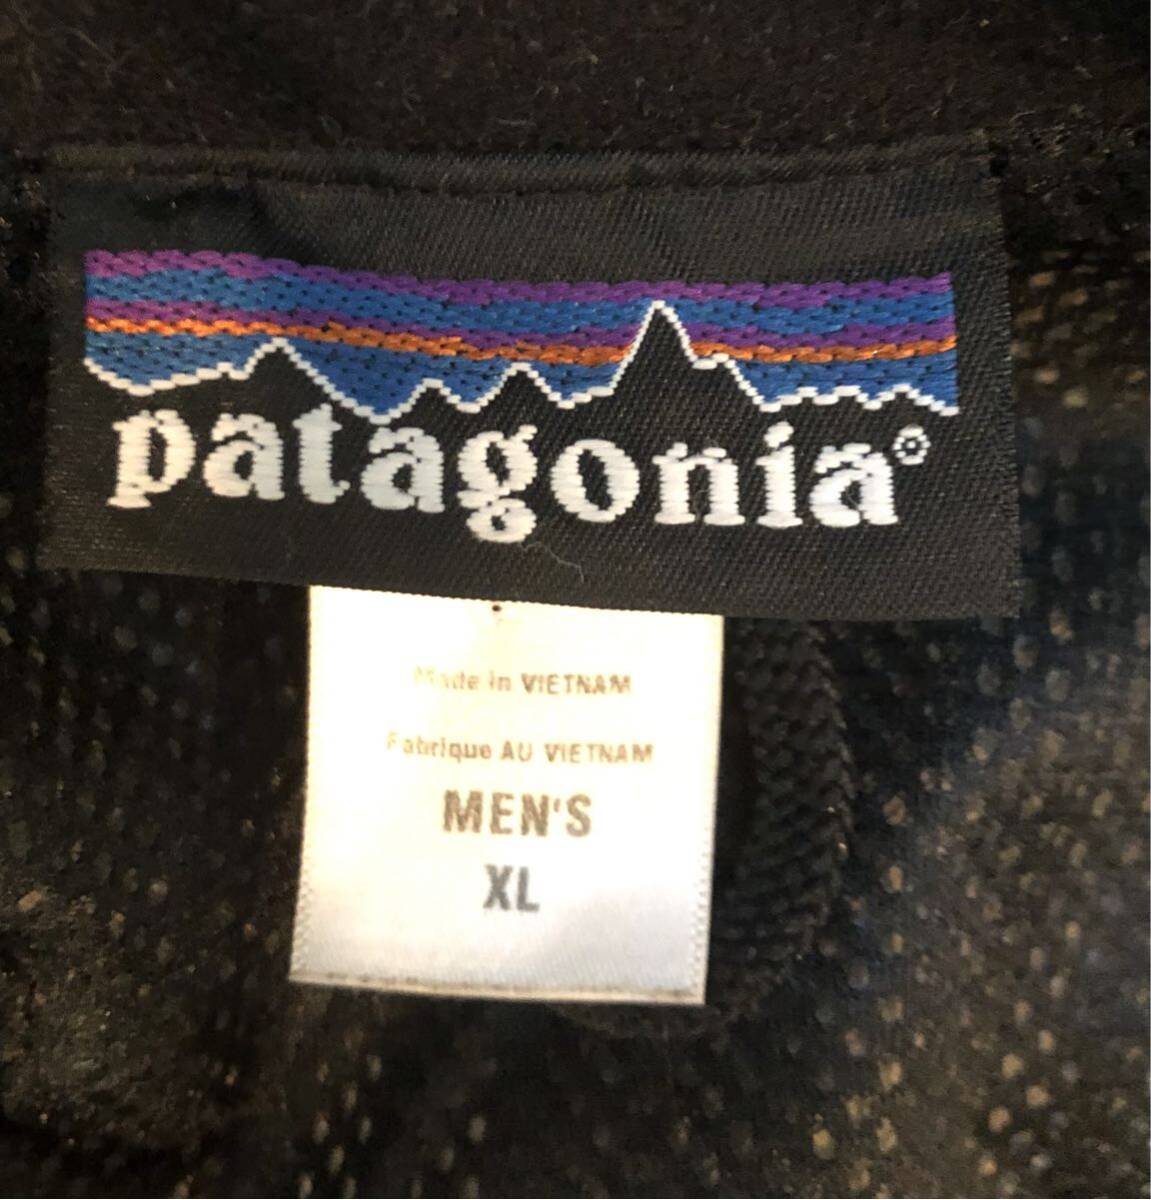 patagonia®
Made in VIETNAM
Fabrique AU VIETNAM
MEN'S
XL